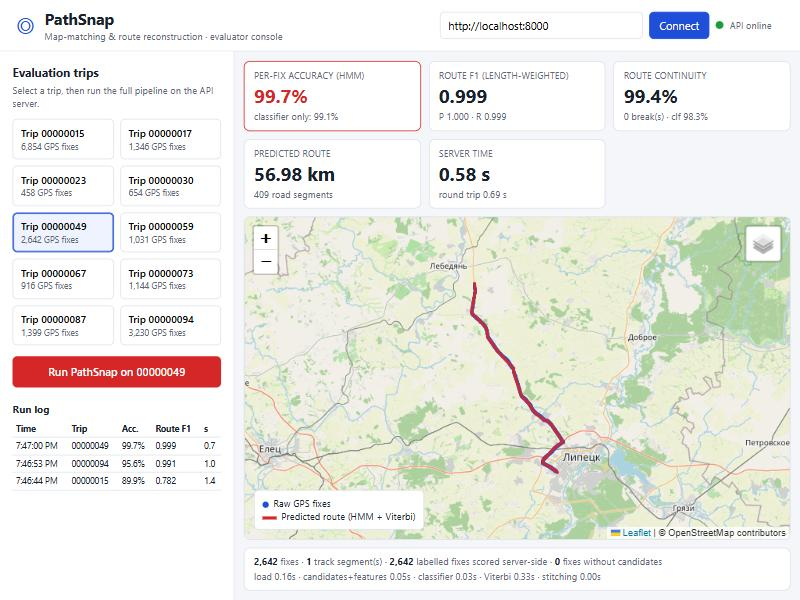 PathSnap
Map-matching & route reconstruction · evaluator console
http://localhost:8000
Connect
API online
Evaluation trips
Select a trip, then run the full pipeline on the API
server.
Trip 00000015
6,854 GPS fixes
Trip 00000017
1,346 GPS fixes
Trip 00000023
458 GPS fixes
Trip 00000030
654 GPS fixes
Trip 00000049
2,642 GPS fixes
Trip 00000059
1,031 GPS fixes
Trip 00000067
916 GPS fixes
Trip 00000073
1,144 GPS fixes
Trip 00000087
1,399 GPS fixes
Trip 00000094
3,230 GPS fixes
Run PathSnap on 00000049
Run log
Time Trip Acc. Route F1 s
7:47:00 PM 00000049 99.7% 0.999 0.7
7:46:53 PM 00000094 95.6% 0.991 1.0
7:46:44 PM 00000015 89.9% 0.782 1.4
PER-FIX ACCURACY (HMM)
99.7%
classifier only: 99.1%
ROUTE F1 (LENGTH-WEIGHTED)
0.999
P 1.000 · R 0.999
ROUTE CONTINUITY
99.4%
0 break(s) · clf 98.3%
PREDICTED ROUTE
56.98 km
409 road segments
SERVER TIME
0.58 s
round trip 0.69 s
+
−
Лебедянь
Доброе
е
Петровское
Елец
Липецк
Грязи
Raw GPS fixes
Predicted route (HMM + Viterbi)
Leaflet | © OpenStreetMap contributors
2,642 fixes · 1 track segment(s) · 2,642 labelled fixes scored server-side · 0 fixes without candidates
load 0.16s · candidates+features 0.05s · classifier 0.03s · Viterbi 0.33s · stitching 0.00s